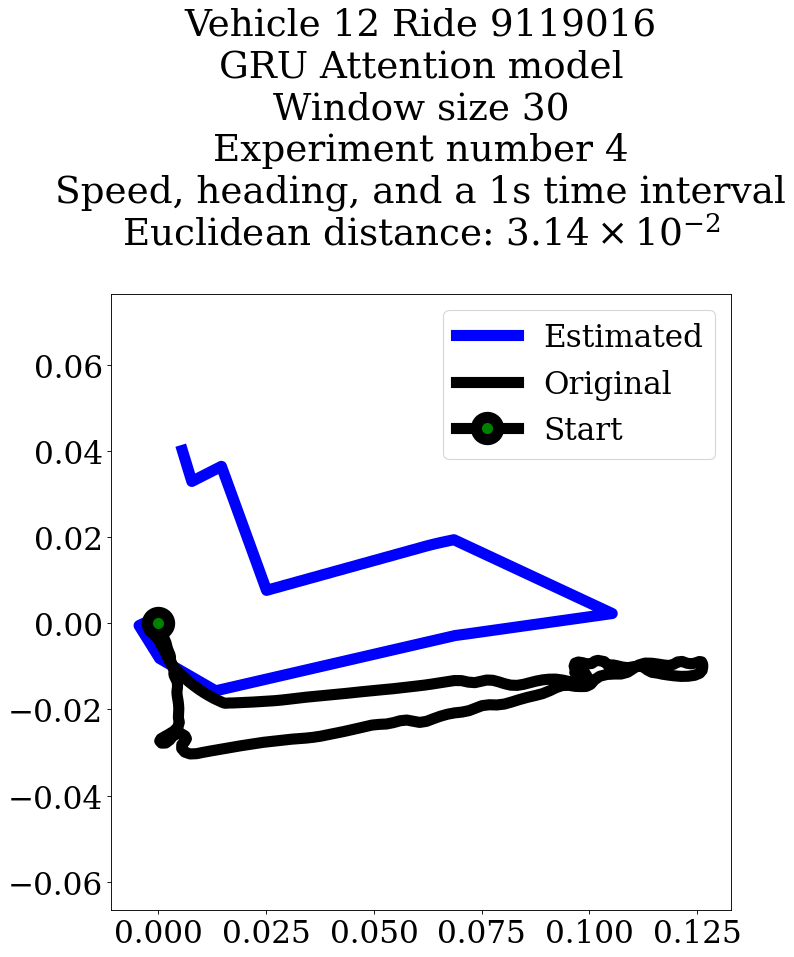 Vehicle 12 Ride 9119016
GRU Attention model
Window size 30
Experiment number 4
Speed, heading, and a 1s time interval
Euclidean distance: 3.14 × 10⁻²
Estimated
Original
Start
0.06
0.04
0.02
0.00
−0.02
−0.04
−0.06
0.000 0.025 0.050 0.075 0.100 0.125